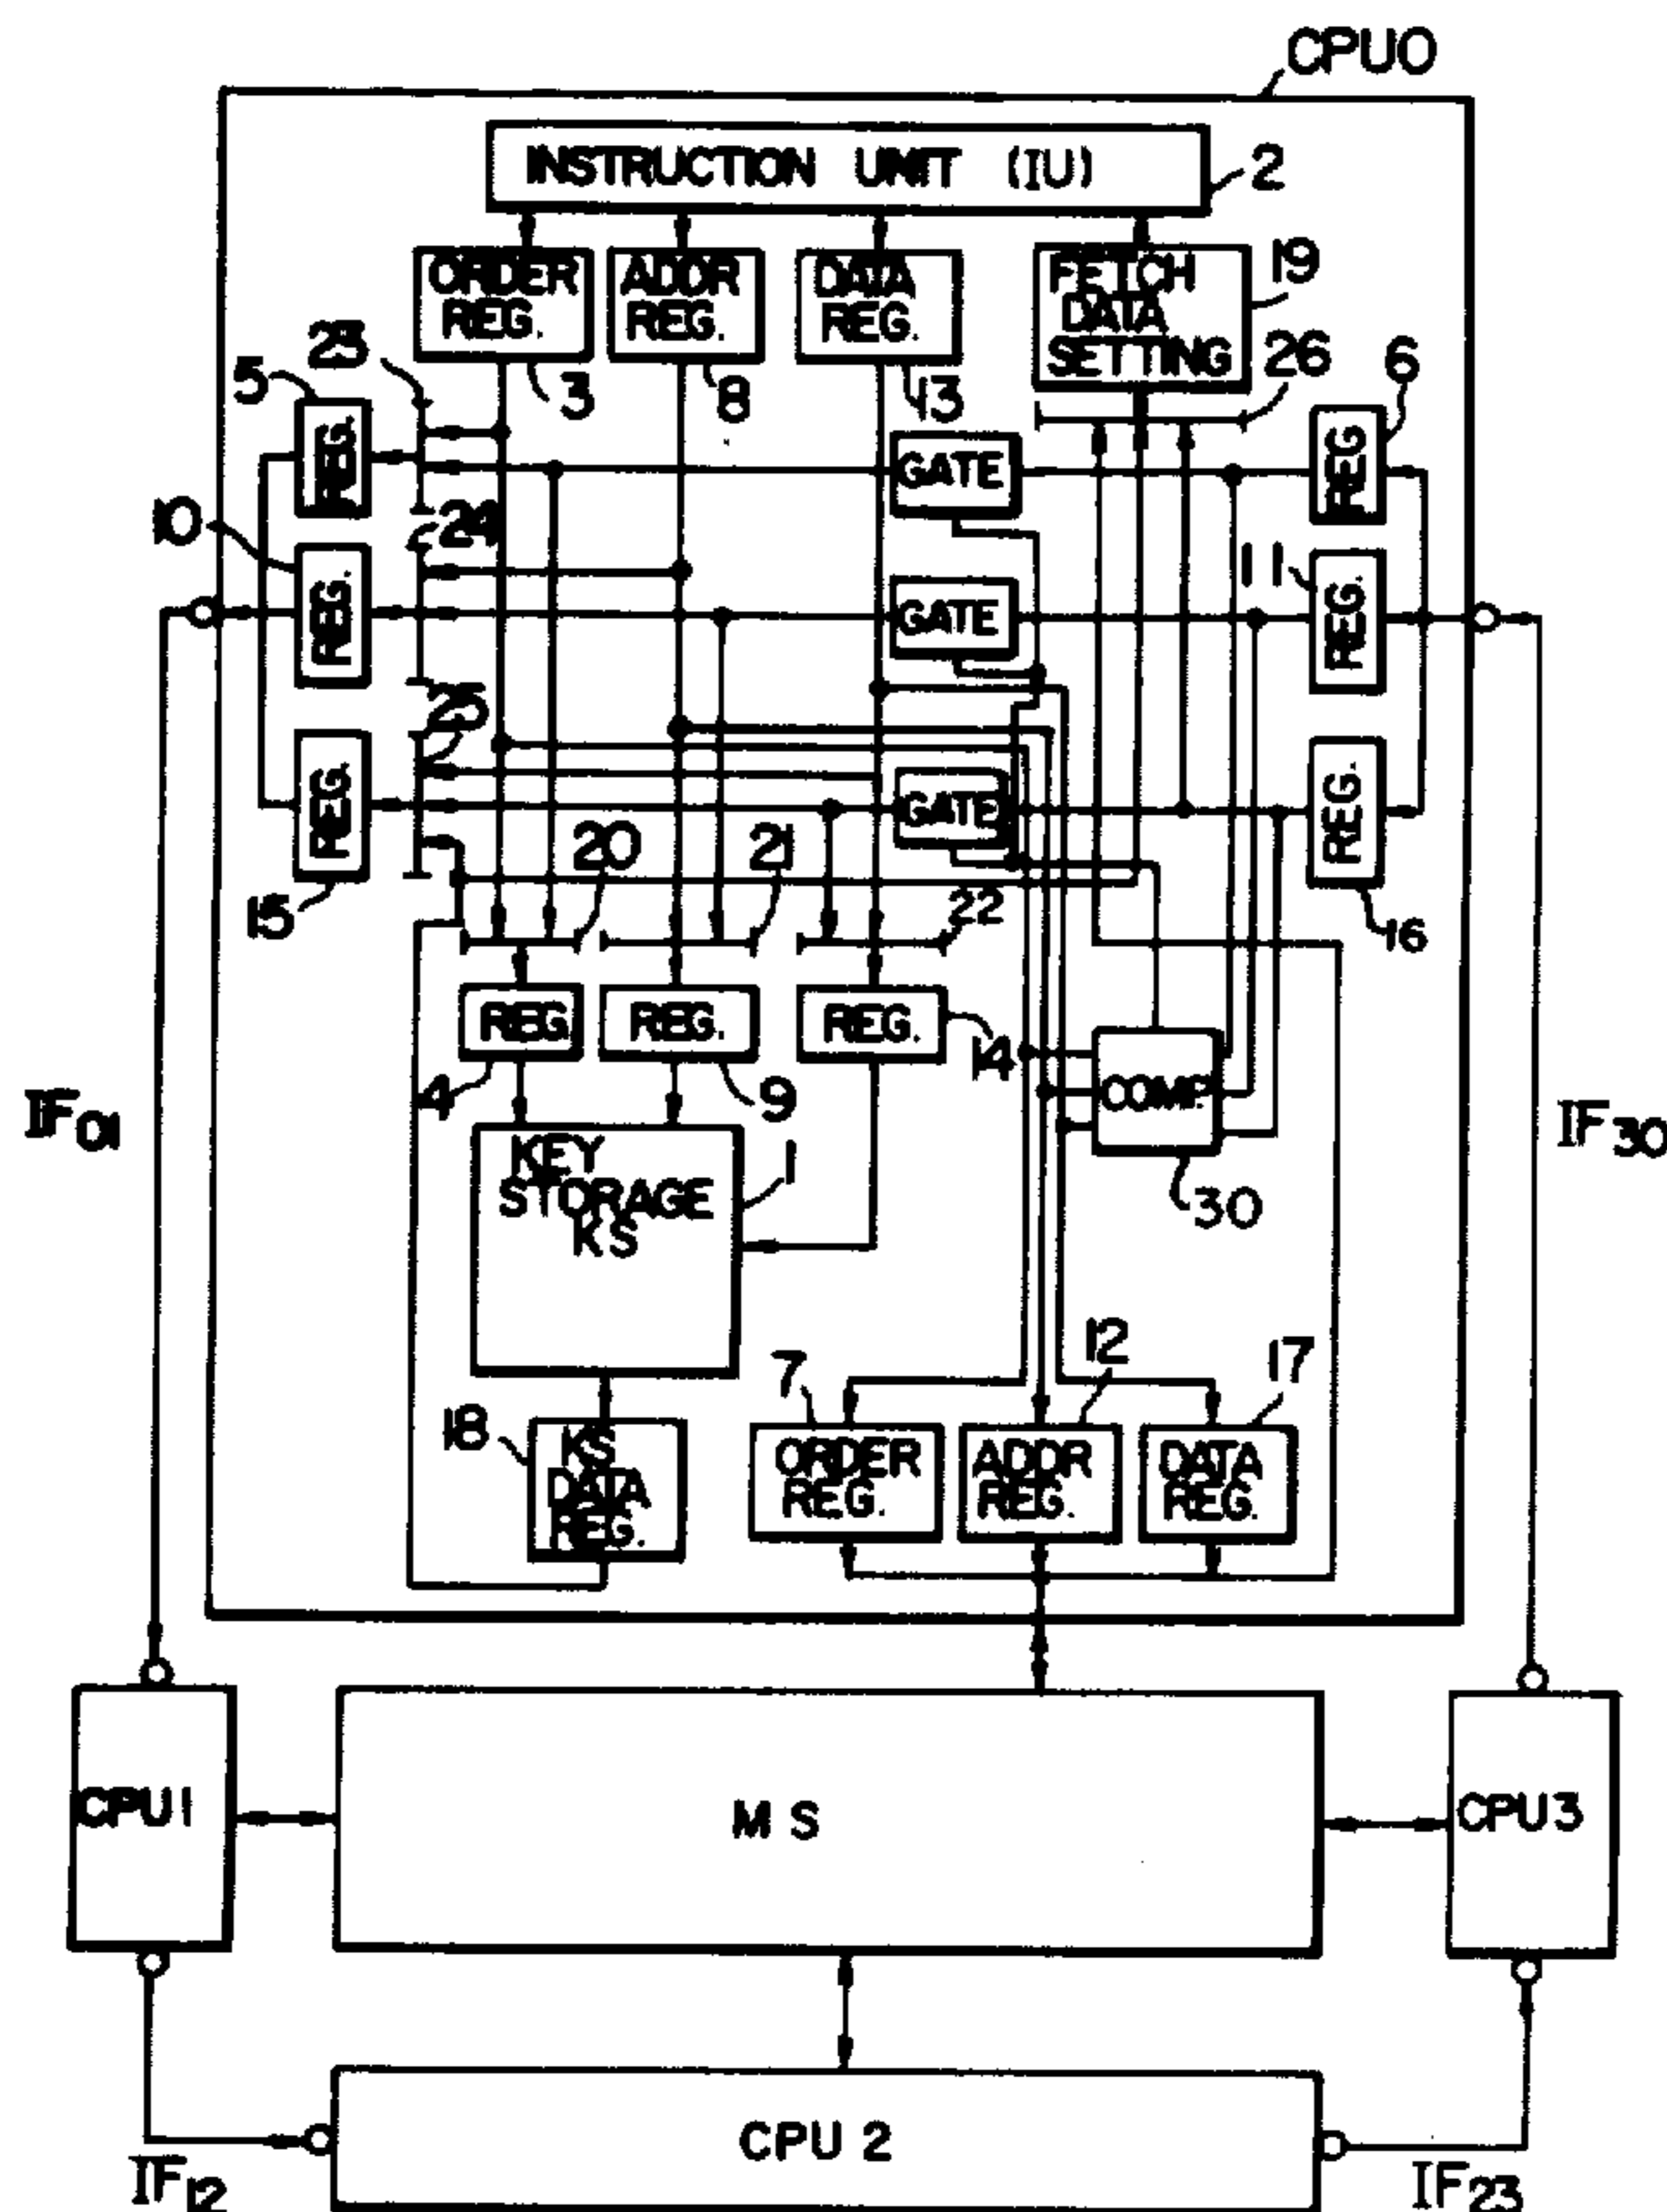 CPU0
INSTRUCTION UNIT (IU)
2
ORDER
REG.
ADDR
REG.
DATA
REG.
FETCH
DATA
SETTING
19
23
5
3
8
13
26
6
REG.
GATE
REG
10
24
11
REG.
GATE
REG.
25
REG.
GATE
REG.
20
21
22
15
16
REG.
REG.
REG.
14
4
9
COMP.
IF01
IF30
KEY
STORAGE
KS
1
30
7
12
17
18
KS
DATA
REG.
ORDER
REG.
ADDR
REG.
DATA
REG.
CPU1
MS
CPU3
CPU 2
IF12
IF23